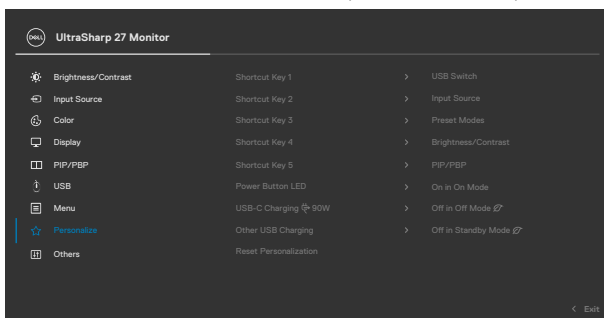 DELL UltraSharp 27 Monitor
Brightness/Contrast Shortcut Key 1 > USB Switch
Input Source Shortcut Key 2 > Input Source
Color Shortcut Key 3 > Preset Modes
Display Shortcut Key 4 > Brightness/Contrast
PIP/PBP Shortcut Key 5 > PIP/PBP
USB Power Button LED > On in On Mode
Menu USB-C Charging 90W > Off in Off Mode
Personalize Other USB Charging > Off in Standby Mode
Others Reset Personalization
< Exit